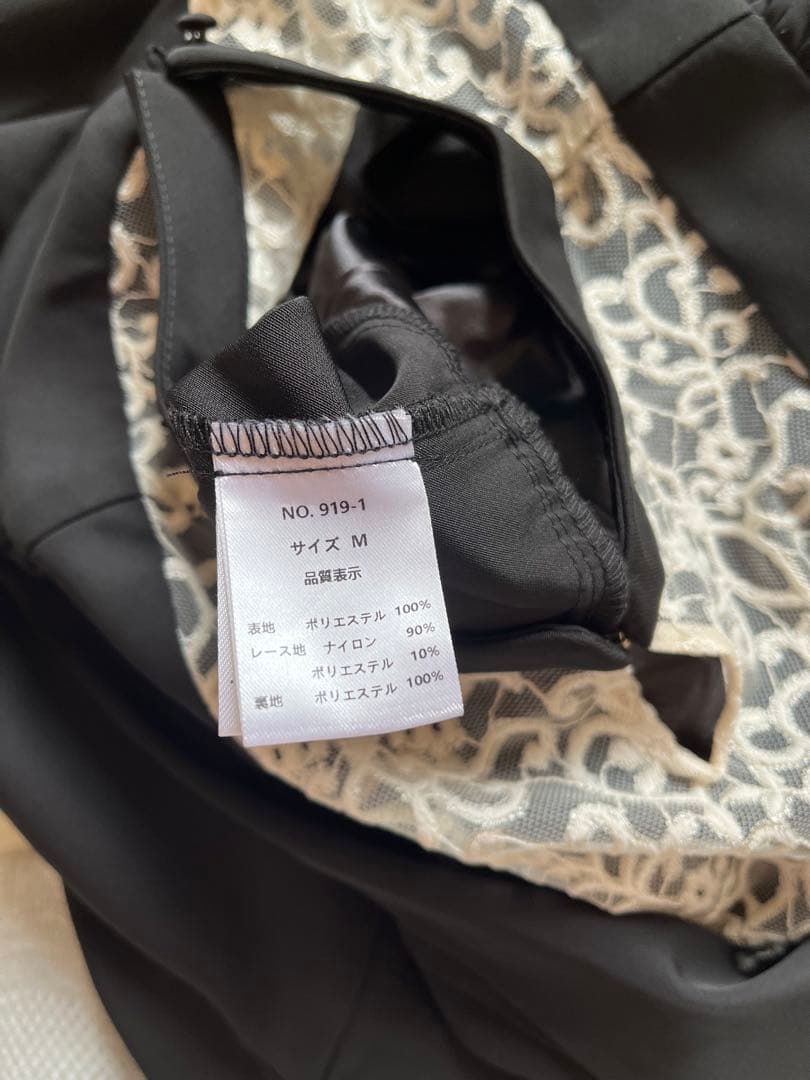 NO. 919-1
サイズ M
品質表示
表地 ポリエステル 100%
レース地 ナイロン 90%
ポリエステル 10%
裏地 ポリエステル 100%